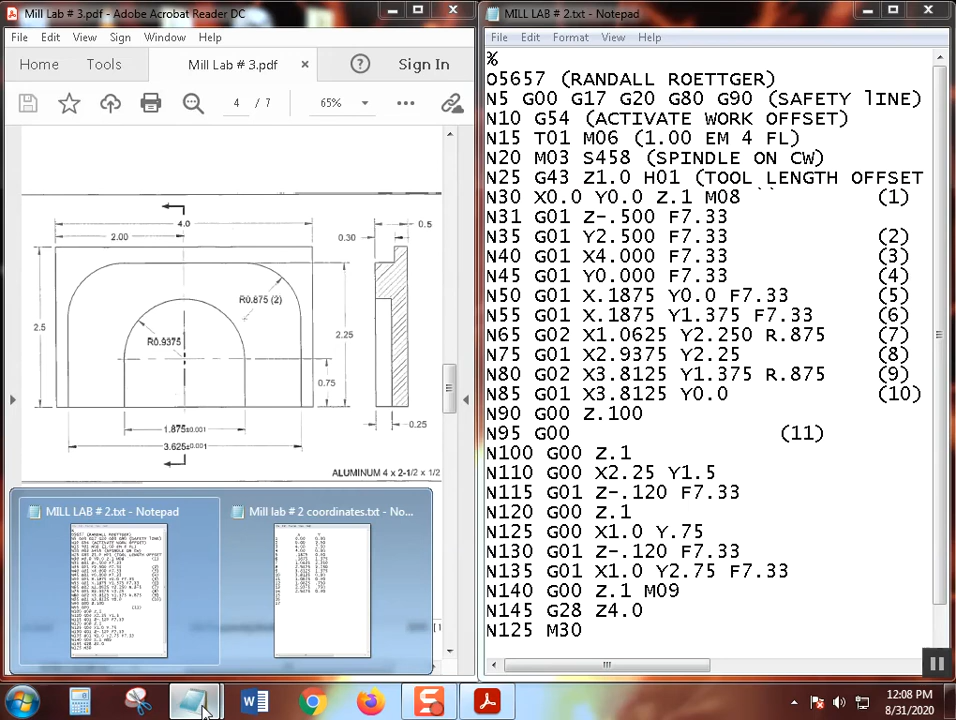 Mill Lab # 3.pdf - Adobe Acrobat Reader DC
File Edit View Sign Window Help
Home Tools Mill Lab # 3.pdf × ? Sign In
4 / 7 65%
4.0
2.00
0.5
0.30
R0.875 (2)
R0.9375
2.5
2.25
0.75
1.875±0.001
0.25
3.625±0.001
ALUMINUM 4 x 2-1/2 x 1/2
MILL LAB # 2.txt - Notepad
Mill lab # 2 coordinates.txt - No...
MILL LAB # 2.txt - Notepad
File Edit Format View Help
%
O5657 (RANDALL ROETTGER)
N5 G00 G17 G20 G80 G90 (SAFETY lINE)
N10 G54 (ACTIVATE WORK OFFSET)
N15 T01 M06 (1.00 EM 4 FL)
N20 M03 S458 (SPINDLE ON CW)
N25 G43 Z1.0 H01 (TOOL LENGTH OFFSET
N30 X0.0 Y0.0 Z.1 M08 `` (1)
N31 G01 Z-.500 F7.33
N35 G01 Y2.500 F7.33 (2)
N40 G01 X4.000 F7.33 (3)
N45 G01 Y0.000 F7.33 (4)
N50 G01 X.1875 Y0.0 F7.33 (5)
N55 G01 X.1875 Y1.375 F7.33 (6)
N65 G02 X1.0625 Y2.250 R.875 (7)
N75 G01 X2.9375 Y2.25 (8)
N80 G02 X3.8125 Y1.375 R.875 (9)
N85 G01 X3.8125 Y0.0 (10)
N90 G00 Z.100
N95 G00 (11)
N100 G00 Z.1
N110 G00 X2.25 Y1.5
N115 G01 Z-.120 F7.33
N120 G00 Z.1
N125 G00 X1.0 Y.75
N130 G01 Z-.120 F7.33
N135 G01 X1.0 Y2.75 F7.33
N140 G00 Z.1 M09
N145 G28 Z4.0
N125 M30
12:08 PM
8/31/2020